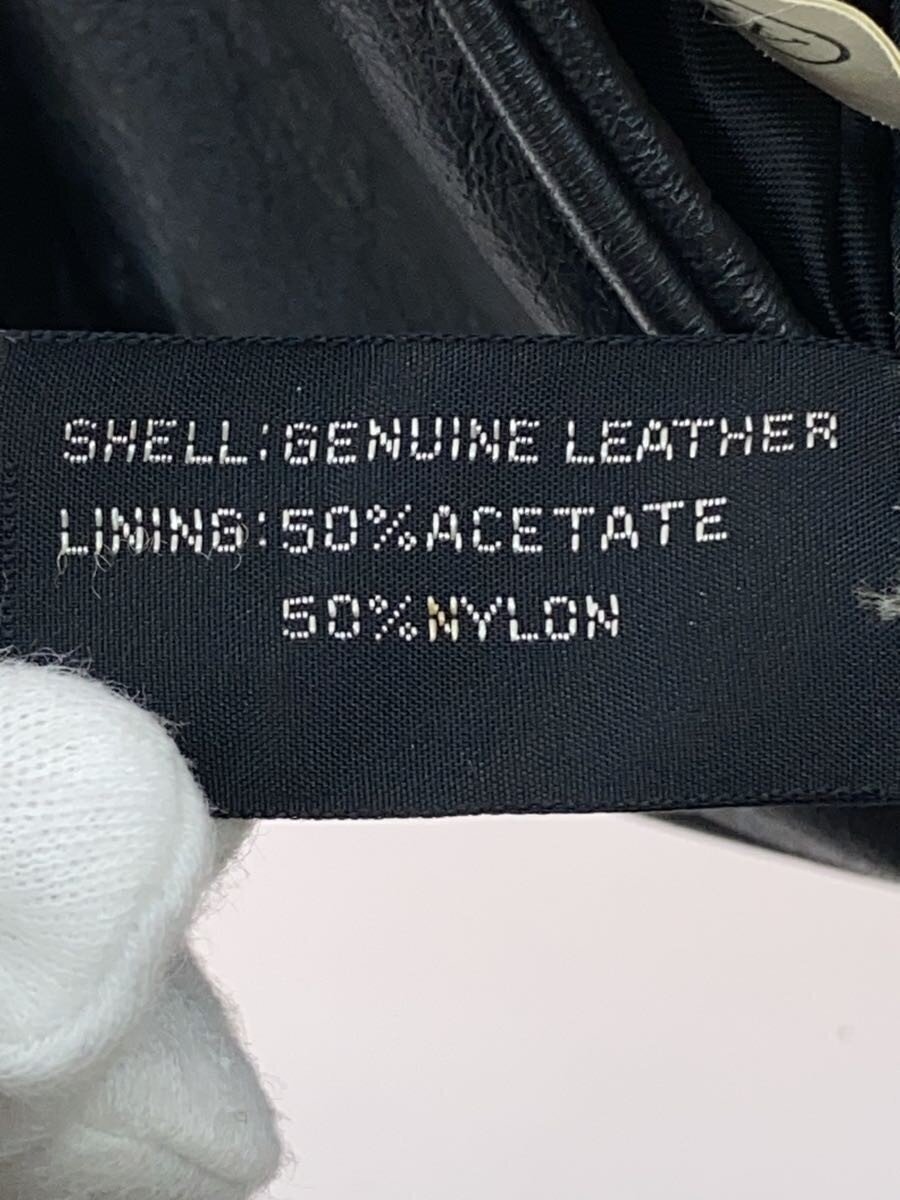 SHELL:GENUINE LEATHER
LINING:50%ACETATE
50%NYLON